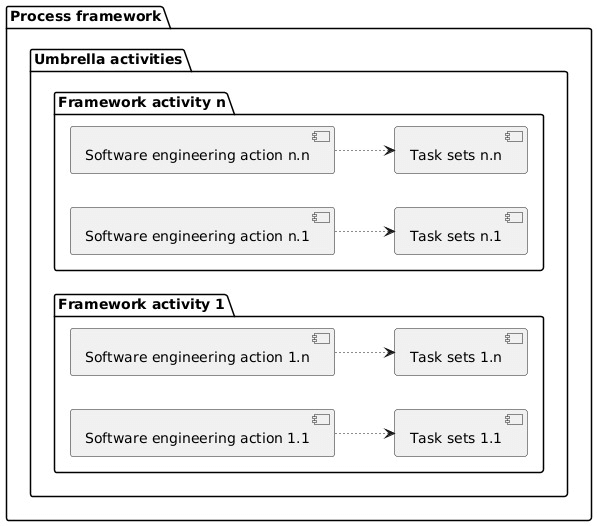 Process framework
Umbrella activities
Framework activity n
Software engineering action n.n
Task sets n.n
Software engineering action n.1
Task sets n.1
Framework activity 1
Software engineering action 1.n
Task sets 1.n
Software engineering action 1.1
Task sets 1.1